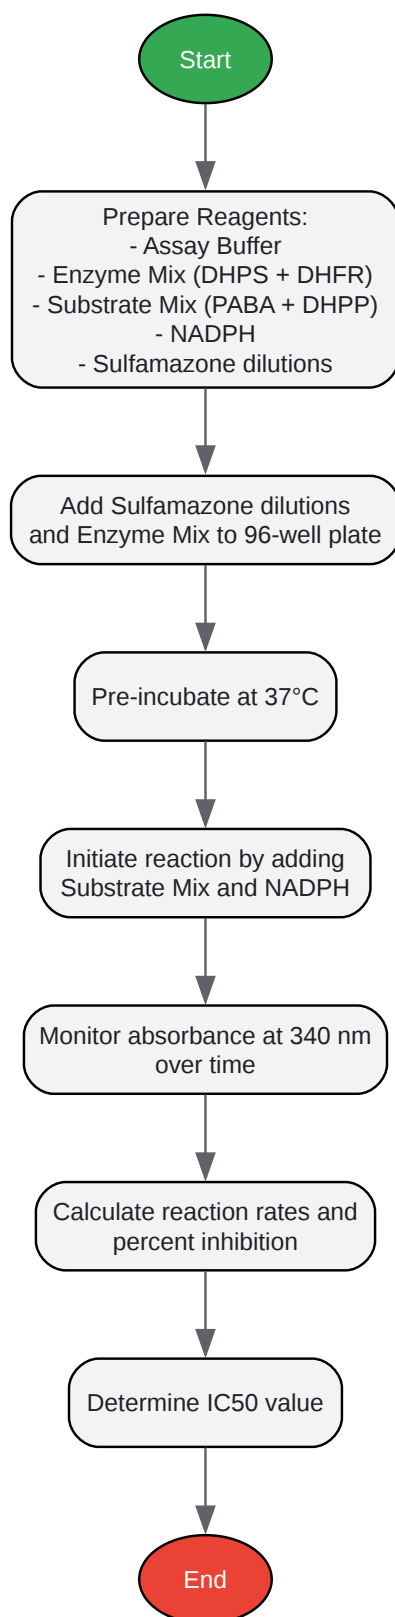 Start
Prepare Reagents:
- Assay Buffer
- Enzyme Mix (DHPS + DHFR)
- Substrate Mix (PABA + DHPP)
- NADPH
- Sulfamazone dilutions
Add Sulfamazone dilutions
and Enzyme Mix to 96-well plate
Pre-incubate at 37°C
Initiate reaction by adding
Substrate Mix and NADPH
Monitor absorbance at 340 nm
over time
Calculate reaction rates and
percent inhibition
Determine IC50 value
End